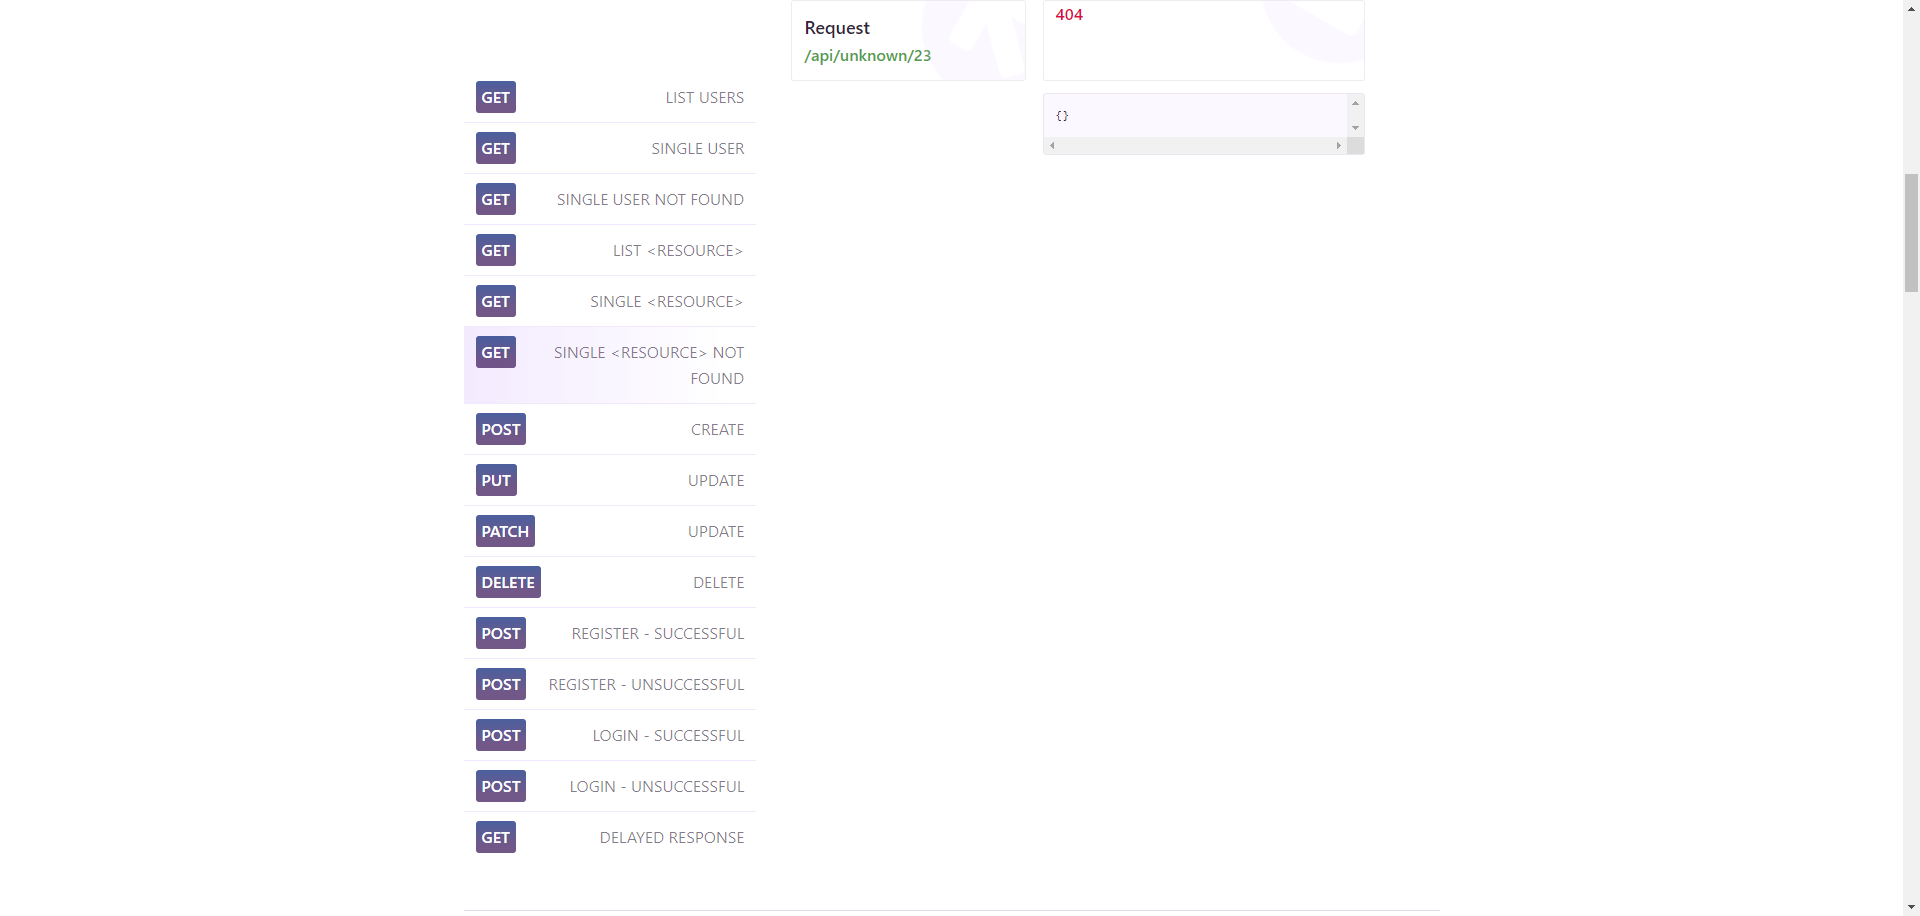 Request
/api/unknown/23
404
{}
GET LIST USERS
GET SINGLE USER
GET SINGLE USER NOT FOUND
GET LIST <RESOURCE>
GET SINGLE <RESOURCE>
GET SINGLE <RESOURCE> NOT
FOUND
POST CREATE
PUT UPDATE
PATCH UPDATE
DELETE DELETE
POST REGISTER - SUCCESSFUL
POST REGISTER - UNSUCCESSFUL
POST LOGIN - SUCCESSFUL
POST LOGIN - UNSUCCESSFUL
GET DELAYED RESPONSE